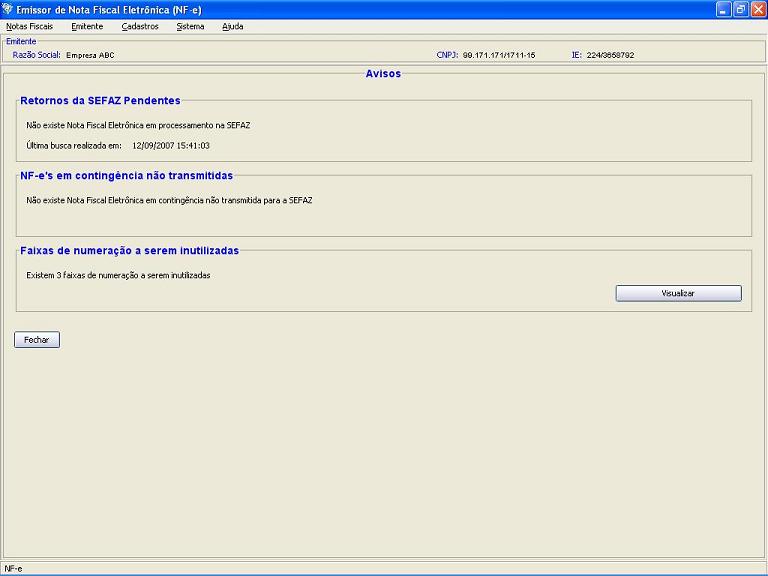 Emissor de Nota Fiscal Eletrônica (NF-e)
Notas Fiscais Emitente Cadastros Sistema Ajuda
Emitente
Razão Social: Empresa ABC CNPJ: 99.171.171/1711-15 IE: 224/3658792
Avisos
Retornos da SEFAZ Pendentes
Não existe Nota Fiscal Eletrônica em processamento na SEFAZ
Última busca realizada em: 12/09/2007 15:41:03
NF-e's em contingência não transmitidas
Não existe Nota Fiscal Eletrônica em contingência não transmitida para a SEFAZ
Faixas de numeração a serem inutilizadas
Existem 3 faixas de numeração a serem inutilizadas
Visualizar
Fechar
NF-e